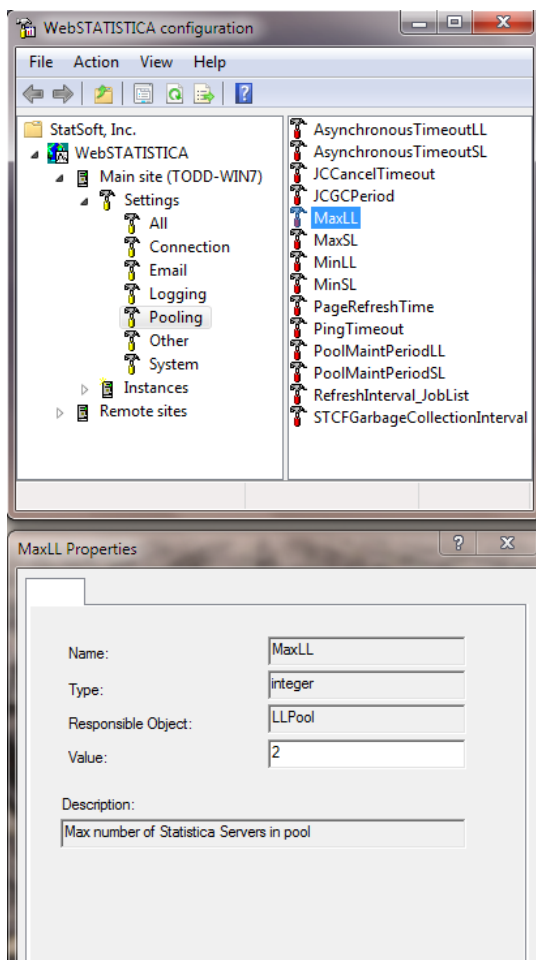 WebSTATISTICA configuration
File Action View Help
StatSoft, Inc.
WebSTATISTICA
Main site (TODD-WIN7)
Settings
All
Connection
Email
Logging
Pooling
Other
System
Instances
Remote sites
AsynchronousTimeoutLL
AsynchronousTimeoutSL
JCCancelTimeout
JCGCPeriod
MaxLL
MaxSL
MinLL
MinSL
PageRefreshTime
PingTimeout
PoolMaintPeriodLL
PoolMaintPeriodSL
RefreshInterval_JobList
STCFGarbageCollectionInterval
MaxLL Properties
Name: MaxLL
Type: integer
Responsible Object: LLPool
Value: 2
Description:
Max number of Statistica Servers in pool